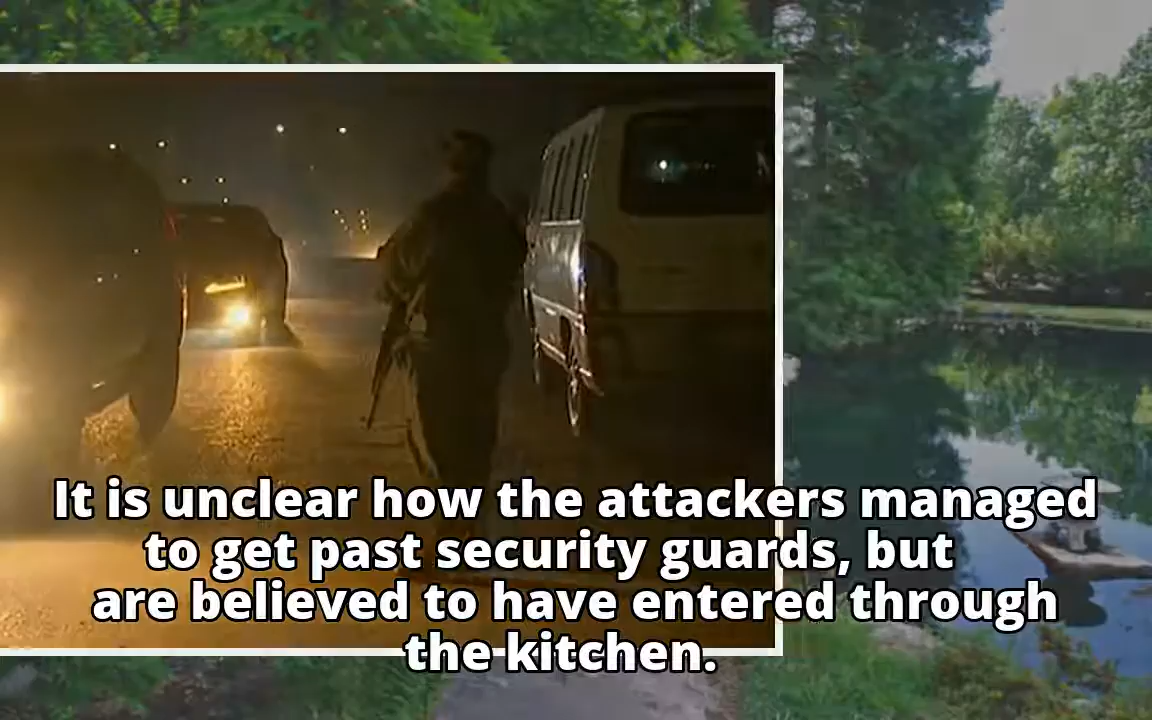 It is unclear how the attackers managed
to get past security guards, but
are believed to have entered through
the kitchen.